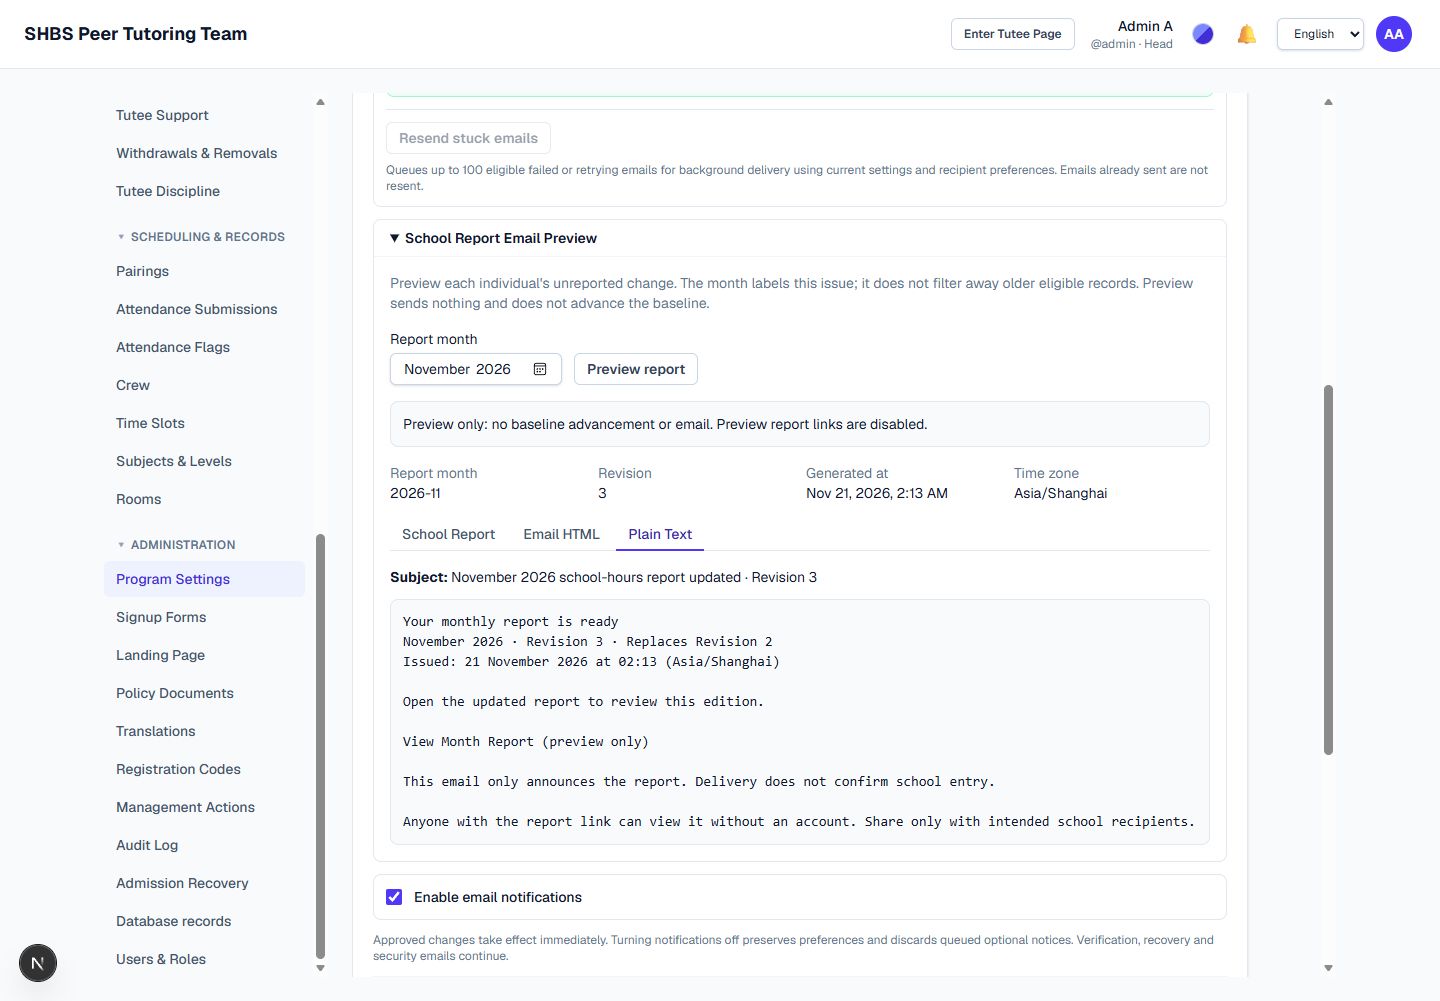 SHBS Peer Tutoring Team
Enter Tutee Page
Admin A
@admin · Head
English
AA
Tutee Support
Withdrawals & Removals
Tutee Discipline
SCHEDULING & RECORDS
Pairings
Attendance Submissions
Attendance Flags
Crew
Time Slots
Subjects & Levels
Rooms
ADMINISTRATION
Program Settings
Signup Forms
Landing Page
Policy Documents
Translations
Registration Codes
Management Actions
Audit Log
Admission Recovery
Database records
Users & Roles
N
Resend stuck emails
Queues up to 100 eligible failed or retrying emails for background delivery using current settings and recipient preferences. Emails already sent are not
resent.
School Report Email Preview
Preview each individual's unreported change. The month labels this issue; it does not filter away older eligible records. Preview
sends nothing and does not advance the baseline.
Report month
November 2026
Preview report
Preview only: no baseline advancement or email. Preview report links are disabled.
Report month Revision Generated at Time zone
2026-11 3 Nov 21, 2026, 2:13 AM Asia/Shanghai
School Report Email HTML Plain Text
Subject: November 2026 school-hours report updated · Revision 3
Your monthly report is ready
November 2026 · Revision 3 · Replaces Revision 2
Issued: 21 November 2026 at 02:13 (Asia/Shanghai)
Open the updated report to review this edition.
View Month Report (preview only)
This email only announces the report. Delivery does not confirm school entry.
Anyone with the report link can view it without an account. Share only with intended school recipients.
Enable email notifications
Approved changes take effect immediately. Turning notifications off preserves preferences and discards queued optional notices. Verification, recovery and
security emails continue.